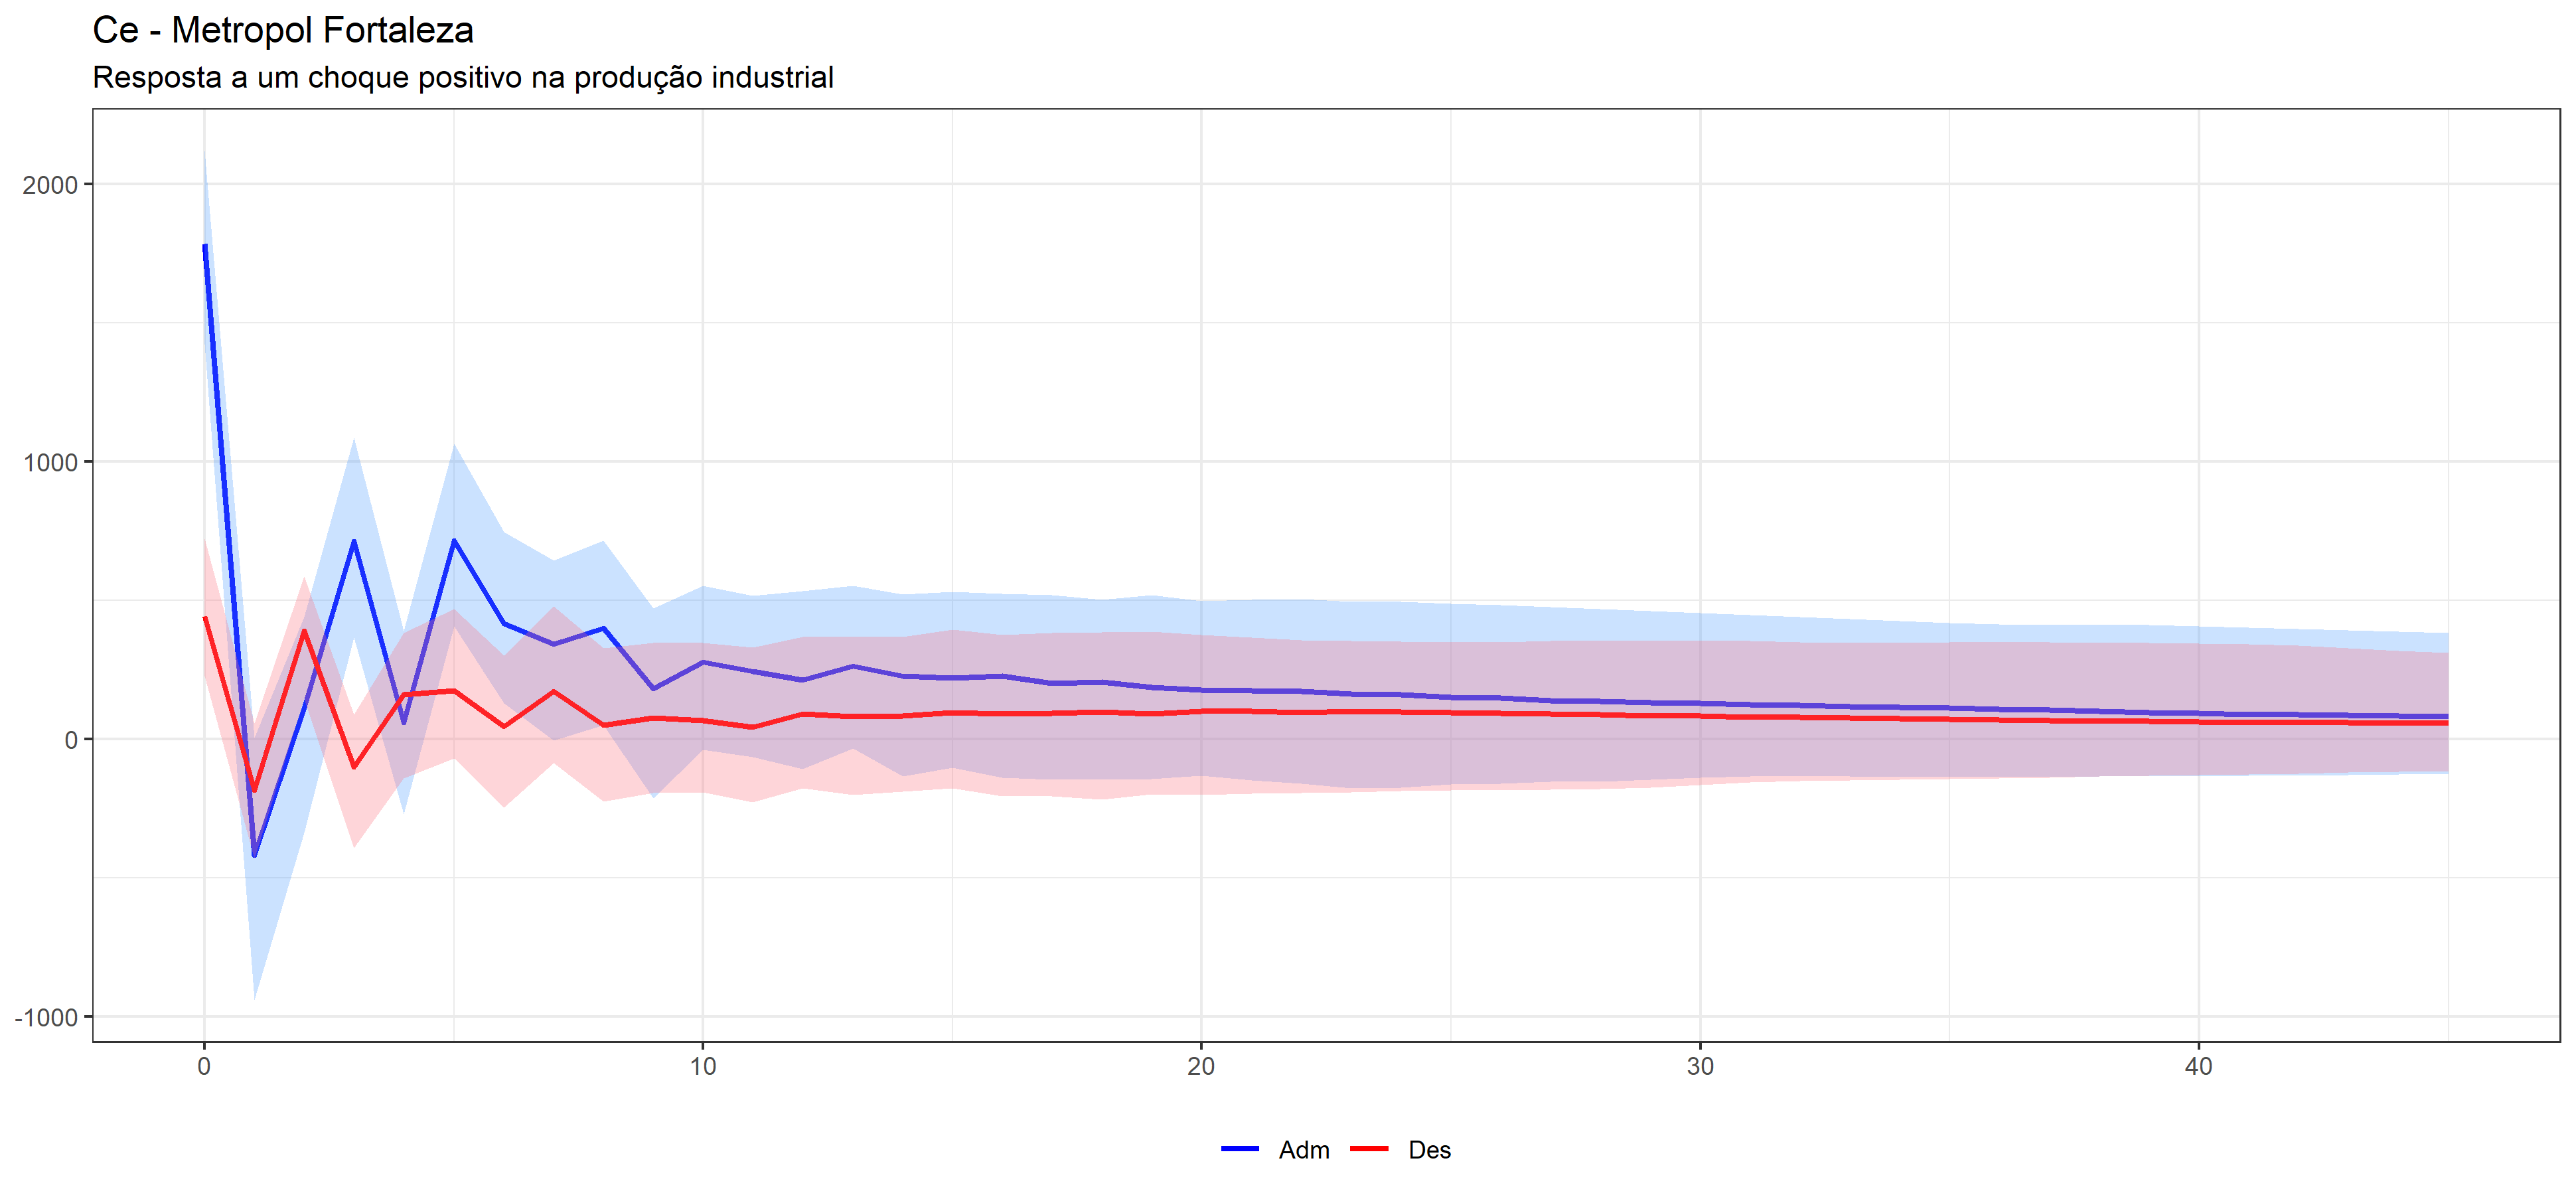 Ce - Metropol Fortaleza
Resposta a um choque positivo na produção industrial
2000
1000
0
-1000
0 10 20 30 40
Adm Des